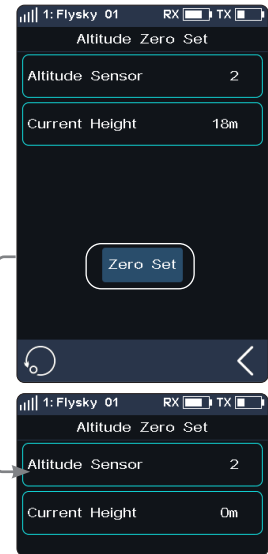 1: Flysky 01 RX TX
Altitude Zero Set
Altitude Sensor 2
Current Height 18m
Zero Set
1: Flysky 01 RX TX
Altitude Zero Set
Altitude Sensor 2
Current Height 0m